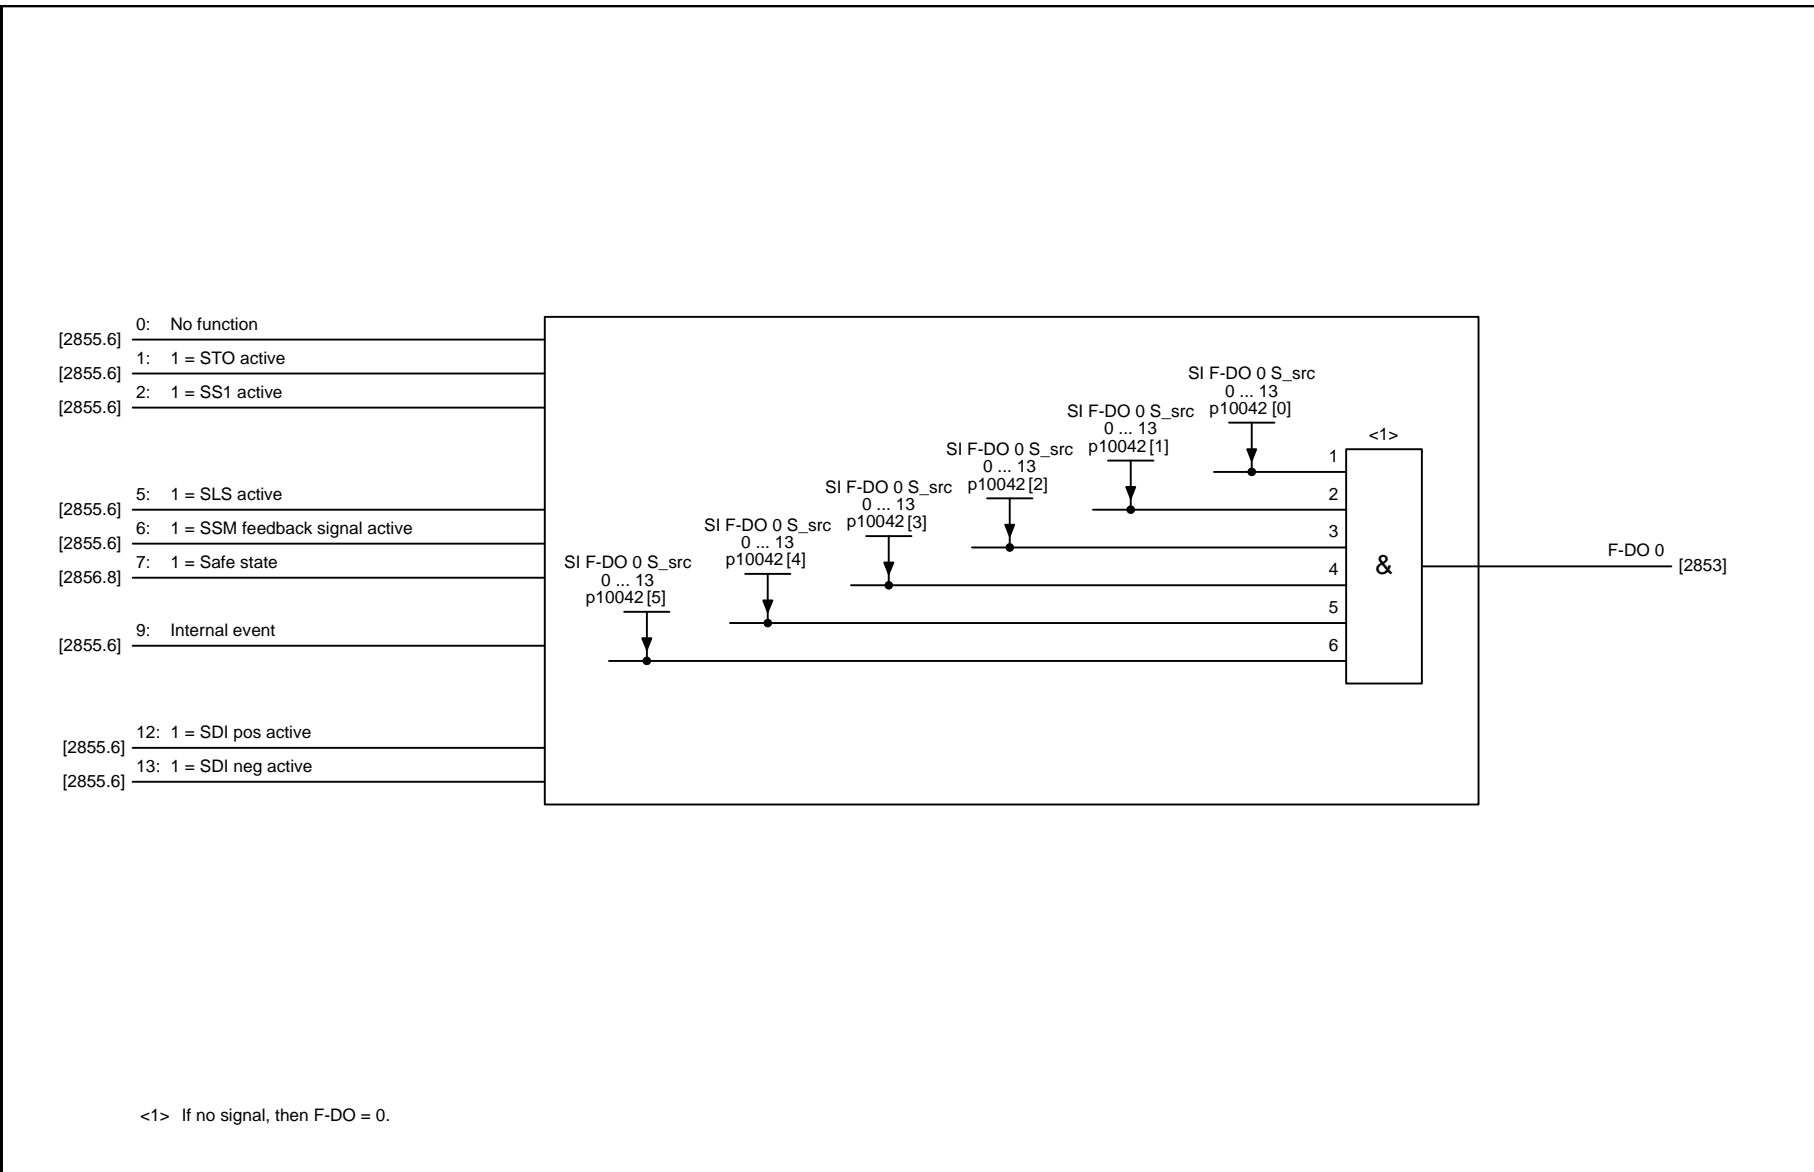 0: No function
[2855.6]
1: 1 = STO active
[2855.6]
2: 1 = SS1 active
[2855.6]
5: 1 = SLS active
[2855.6]
6: 1 = SSM feedback signal active
[2855.6]
7: 1 = Safe state
[2856.8]
9: Internal event
[2855.6]
12: 1 = SDI pos active
[2855.6]
13: 1 = SDI neg active
[2855.6]
SI F-DO 0 S_src
0 ... 13
p10042 [5]
SI F-DO 0 S_src
0 ... 13
p10042 [4]
SI F-DO 0 S_src
0 ... 13
p10042 [3]
SI F-DO 0 S_src
0 ... 13
p10042 [2]
SI F-DO 0 S_src
0 ... 13
p10042 [1]
SI F-DO 0 S_src
0 ... 13
p10042 [0]
<1>
1
2
3
4
5
6
&
F-DO 0
[2853]
<1> If no signal, then F-DO = 0.